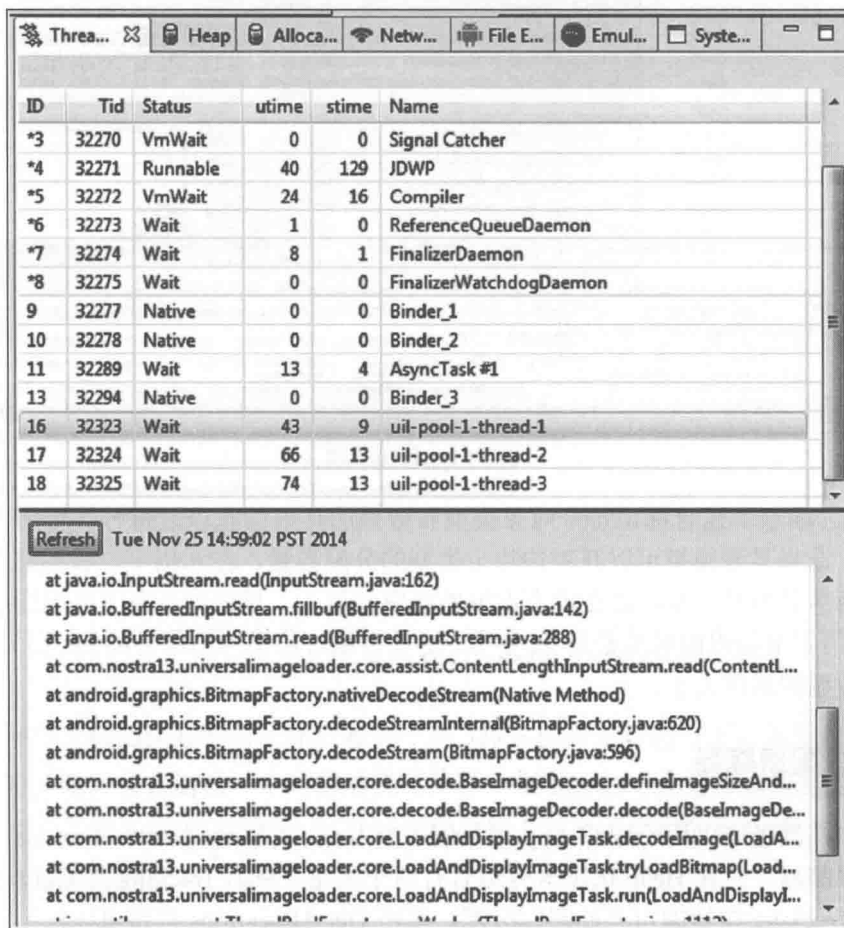 Threa... Heap Alloca... Netw... File E... Emul... Syste...
ID Tid Status utime stime Name
*3 32270 VmWait 0 0 Signal Catcher
*4 32271 Runnable 40 129 JDWP
*5 32272 VmWait 24 16 Compiler
*6 32273 Wait 1 0 ReferenceQueueDaemon
*7 32274 Wait 8 1 FinalizerDaemon
*8 32275 Wait 0 0 FinalizerWatchdogDaemon
9 32277 Native 0 0 Binder_1
10 32278 Native 0 0 Binder_2
11 32289 Wait 13 4 AsyncTask #1
13 32294 Native 0 0 Binder_3
16 32323 Wait 43 9 uil-pool-1-thread-1
17 32324 Wait 66 13 uil-pool-1-thread-2
18 32325 Wait 74 13 uil-pool-1-thread-3
Refresh Tue Nov 25 14:59:02 PST 2014
at java.io.InputStream.read(InputStream.java:162)
at java.io.BufferedInputStream.fillbuf(BufferedInputStream.java:142)
at java.io.BufferedInputStream.read(BufferedInputStream.java:288)
at com.nostra13.universalimageloader.core.assist.ContentLengthInputStream.read(ContentL...
at android.graphics.BitmapFactory.nativeDecodeStream(Native Method)
at android.graphics.BitmapFactory.decodeStreamInternal(BitmapFactory.java:620)
at android.graphics.BitmapFactory.decodeStream(BitmapFactory.java:596)
at com.nostra13.universalimageloader.core.decode.BaseImageDecoder.defineImageSizeAnd...
at com.nostra13.universalimageloader.core.decode.BaseImageDecoder.decode(BaseImageDe...
at com.nostra13.universalimageloader.core.LoadAndDisplayImageTask.decodeImage(LoadA...
at com.nostra13.universalimageloader.core.LoadAndDisplayImageTask.tryLoadBitmap(Load...
at com.nostra13.universalimageloader.core.LoadAndDisplayImageTask.run(LoadAndDisplayI...